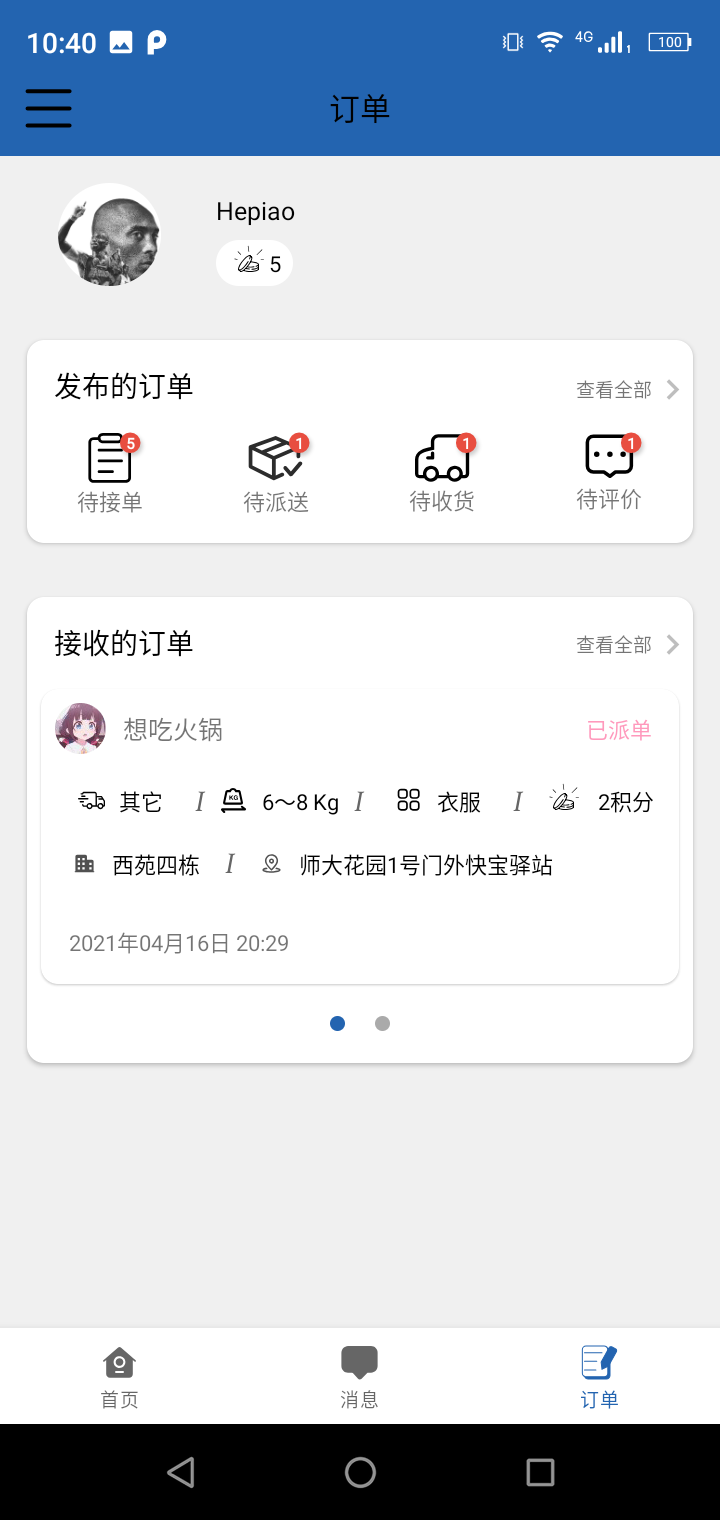 10:40 4G 1 100
订单
Hepiao
5
发布的订单 查看全部
5 1 1 1
待接单 待派送 待收货 待评价
接收的订单 查看全部
想吃火锅 已派单
其它 I KG 6～8 Kg I 衣服 I 2积分
西苑四栋 I 师大花园1号门外快宝驿站
2021年04月16日 20:29
首页 消息 订单